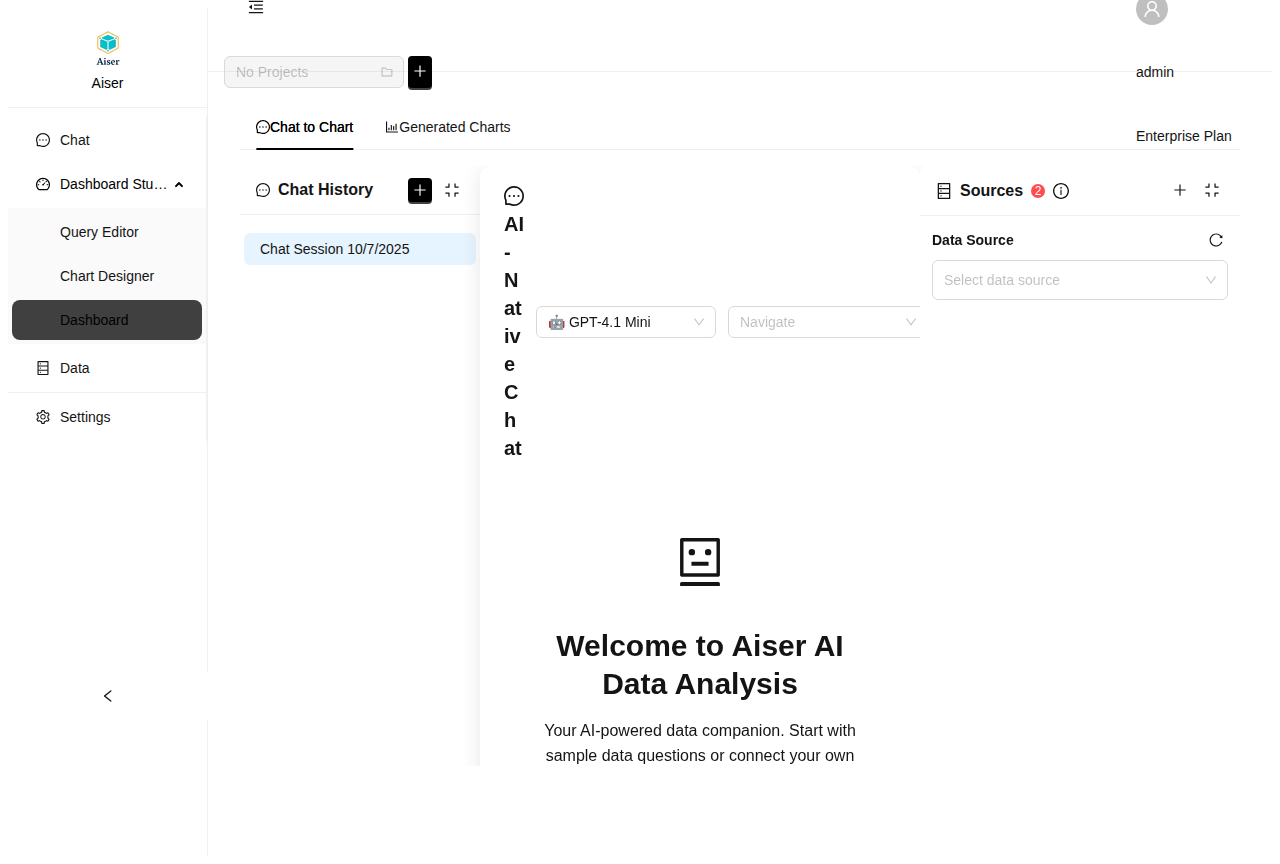 Aiser
Aiser
Chat
Dashboard Stu…
Query Editor
Chart Designer
Dashboard
Data
Settings
No Projects
admin
Enterprise Plan
Chat to Chart
Generated Charts
Chat History
Chat Session 10/7/2025
AI
-
N
at
iv
e
C
h
at
GPT-4.1 Mini
Navigate
Welcome to Aiser AI
Data Analysis
Your AI-powered data companion. Start with
sample data questions or connect your own
Sources 2
Data Source
Select data source